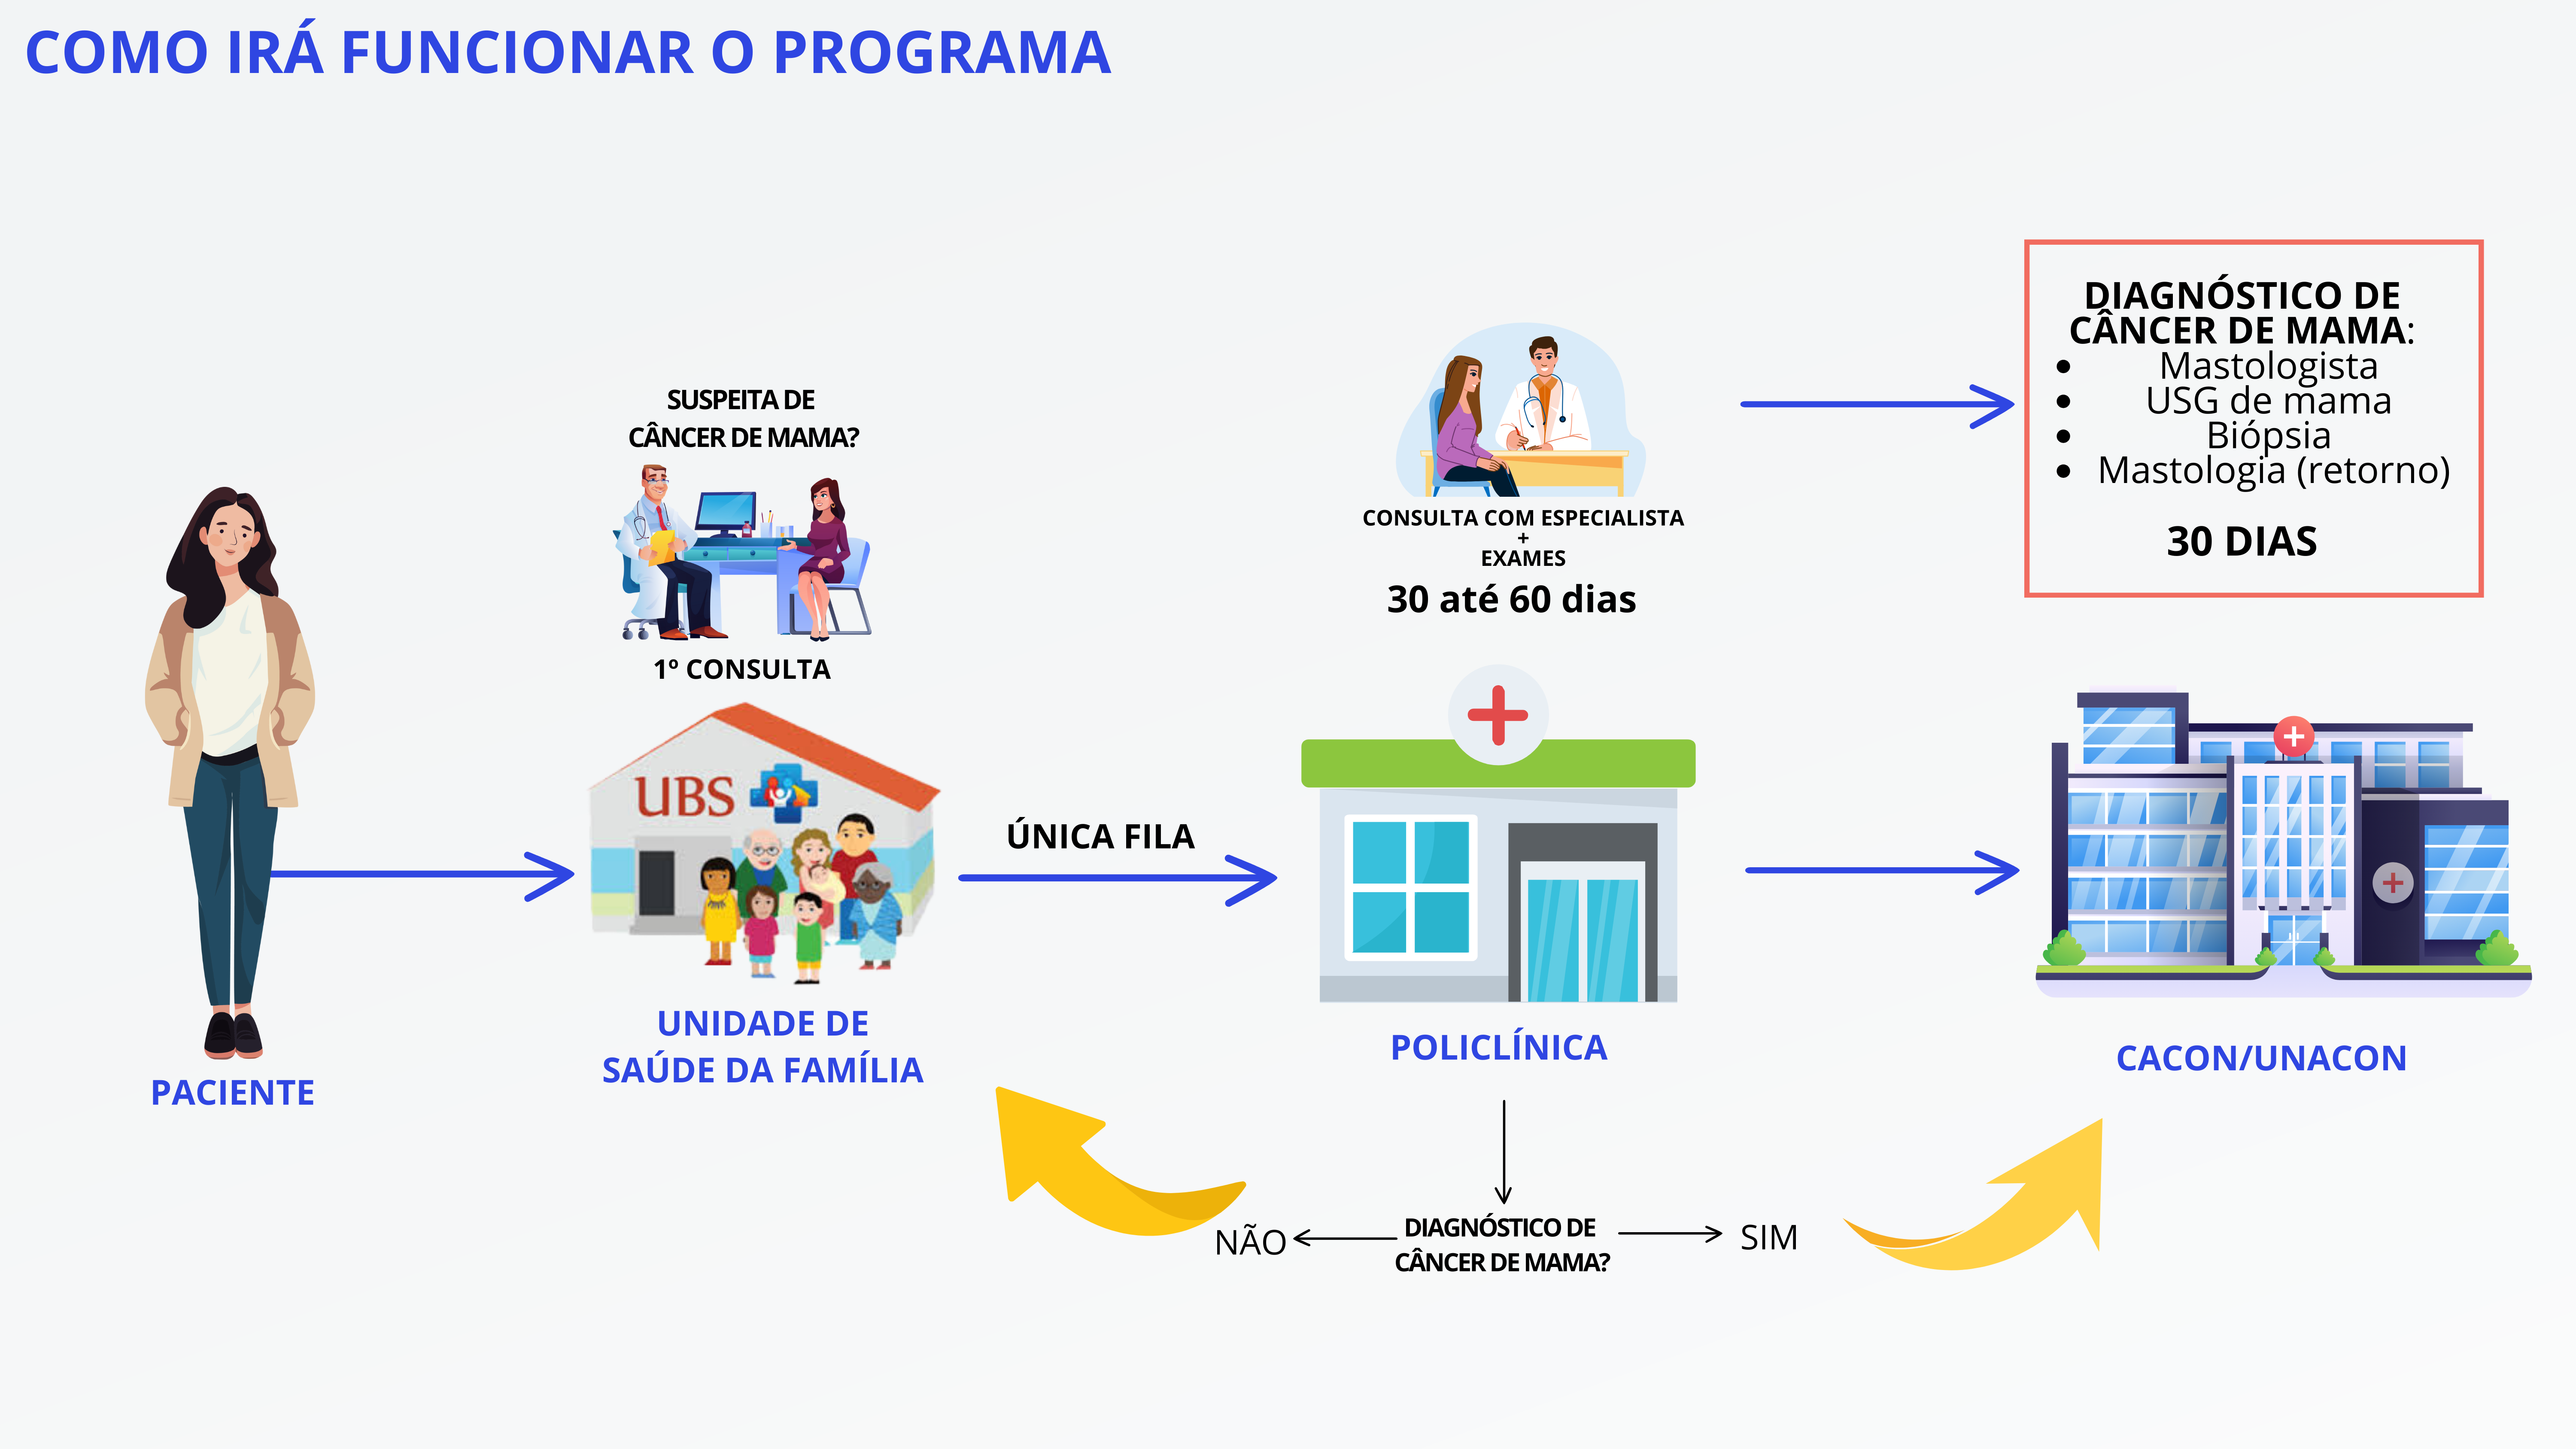 COMO IRÁ FUNCIONAR O PROGRAMA
SUSPEITA DE
CÂNCER DE MAMA?
1º CONSULTA
UBS
PACIENTE
UNIDADE DE
SAÚDE DA FAMÍLIA
ÚNICA FILA
CONSULTA COM ESPECIALISTA
+
EXAMES
30 até 60 dias
POLICLÍNICA
DIAGNÓSTICO DE
CÂNCER DE MAMA:
• Mastologista
• USG de mama
• Biópsia
• Mastologia (retorno)
30 DIAS
CACON/UNACON
NÃO
DIAGNÓSTICO DE
CÂNCER DE MAMA?
SIM